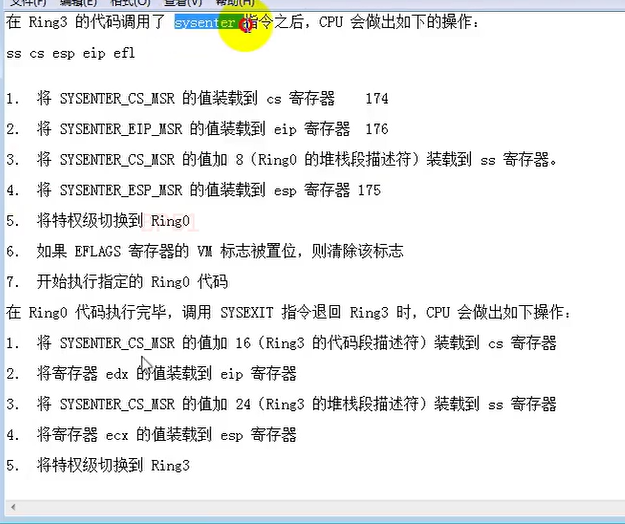 文件(F) 编辑(E) 格式(O) 查看(V) 帮助(H)
在 Ring3 的代码调用了 sysenter 指令之后，CPU 会做出如下的操作：
ss cs esp eip efl
1. 将 SYSENTER_CS_MSR 的值装载到 cs 寄存器 174
2. 将 SYSENTER_EIP_MSR 的值装载到 eip 寄存器 176
3. 将 SYSENTER_CS_MSR 的值加 8（Ring0 的堆栈段描述符）装载到 ss 寄存器。
4. 将 SYSENTER_ESP_MSR 的值装载到 esp 寄存器 175
5. 将特权级切换到 Ring0
6. 如果 EFLAGS 寄存器的 VM 标志被置位，则清除该标志
7. 开始执行指定的 Ring0 代码
在 Ring0 代码执行完毕，调用 SYSEXIT 指令退回 Ring3 时，CPU 会做出如下操作：
1. 将 SYSENTER_CS_MSR 的值加 16（Ring3 的代码段描述符）装载到 cs 寄存器
2. 将寄存器 edx 的值装载到 eip 寄存器
3. 将 SYSENTER_CS_MSR 的值加 24（Ring3 的堆栈段描述符）装载到 ss 寄存器
4. 将寄存器 ecx 的值装载到 esp 寄存器
5. 将特权级切换到 Ring3